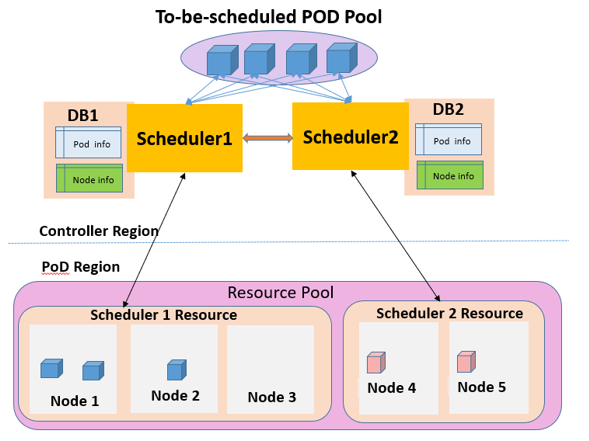 To-be-scheduled POD Pool
DB1
Pod info
Node info
Scheduler1
Scheduler2
DB2
Pod info
Node info
Controller Region
PoD Region
Resource Pool
Scheduler 1 Resource
Node 1
Node 2
Node 3
Scheduler 2 Resource
Node 4
Node 5